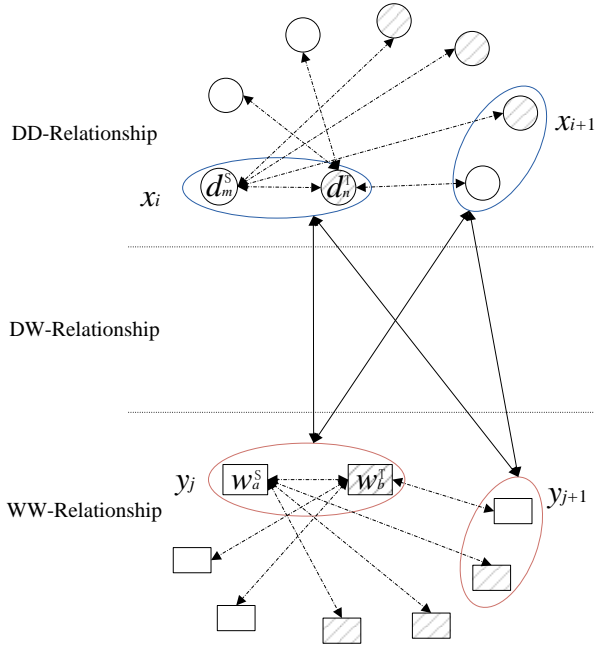 DD-Relationship
x_{i+1}
d_m^S
d_n^T
x_i
DW-Relationship
y_j
w_a^S
w_b^T
y_{j+1}
WW-Relationship